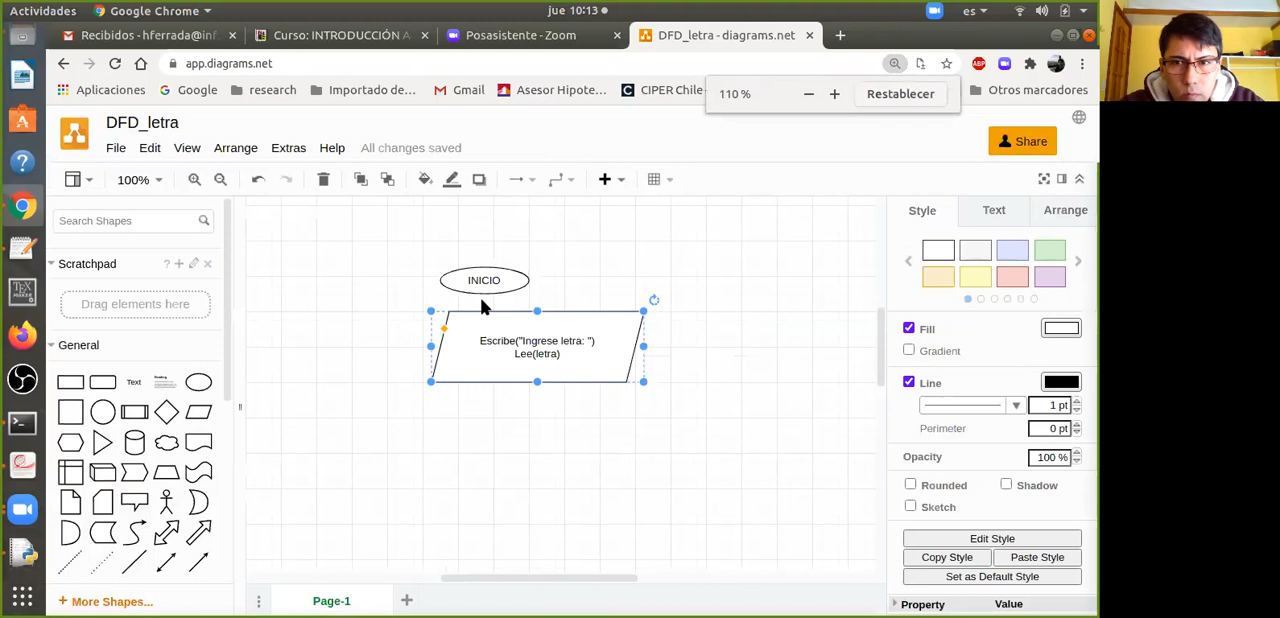 Actividades
Google Chrome
jue 10:13
es
Recibidos - hferrada@inf.
Curso: INTRODUCCIÓN A
Posasistente - Zoom
DFD_letra - diagrams.net
app.diagrams.net
ABP
Aplicaciones
Google
research
Importado de...
Gmail
Asesor Hipote...
CIPER Chile
Otros marcadores
110 %
Restablecer
DFD_letra
File
Edit
View
Arrange
Extras
Help
All changes saved
Share
100%
Search Shapes
Scratchpad
?
Drag elements here
General
Text
More Shapes...
INICIO
Escribe("Ingrese letra: ")
Lee(letra)
Page-1
Style
Text
Arrange
Fill
Gradient
Line
1 pt
Perimeter
0 pt
Opacity
100 %
Rounded
Shadow
Sketch
Edit Style
Copy Style
Paste Style
Set as Default Style
Property
Value